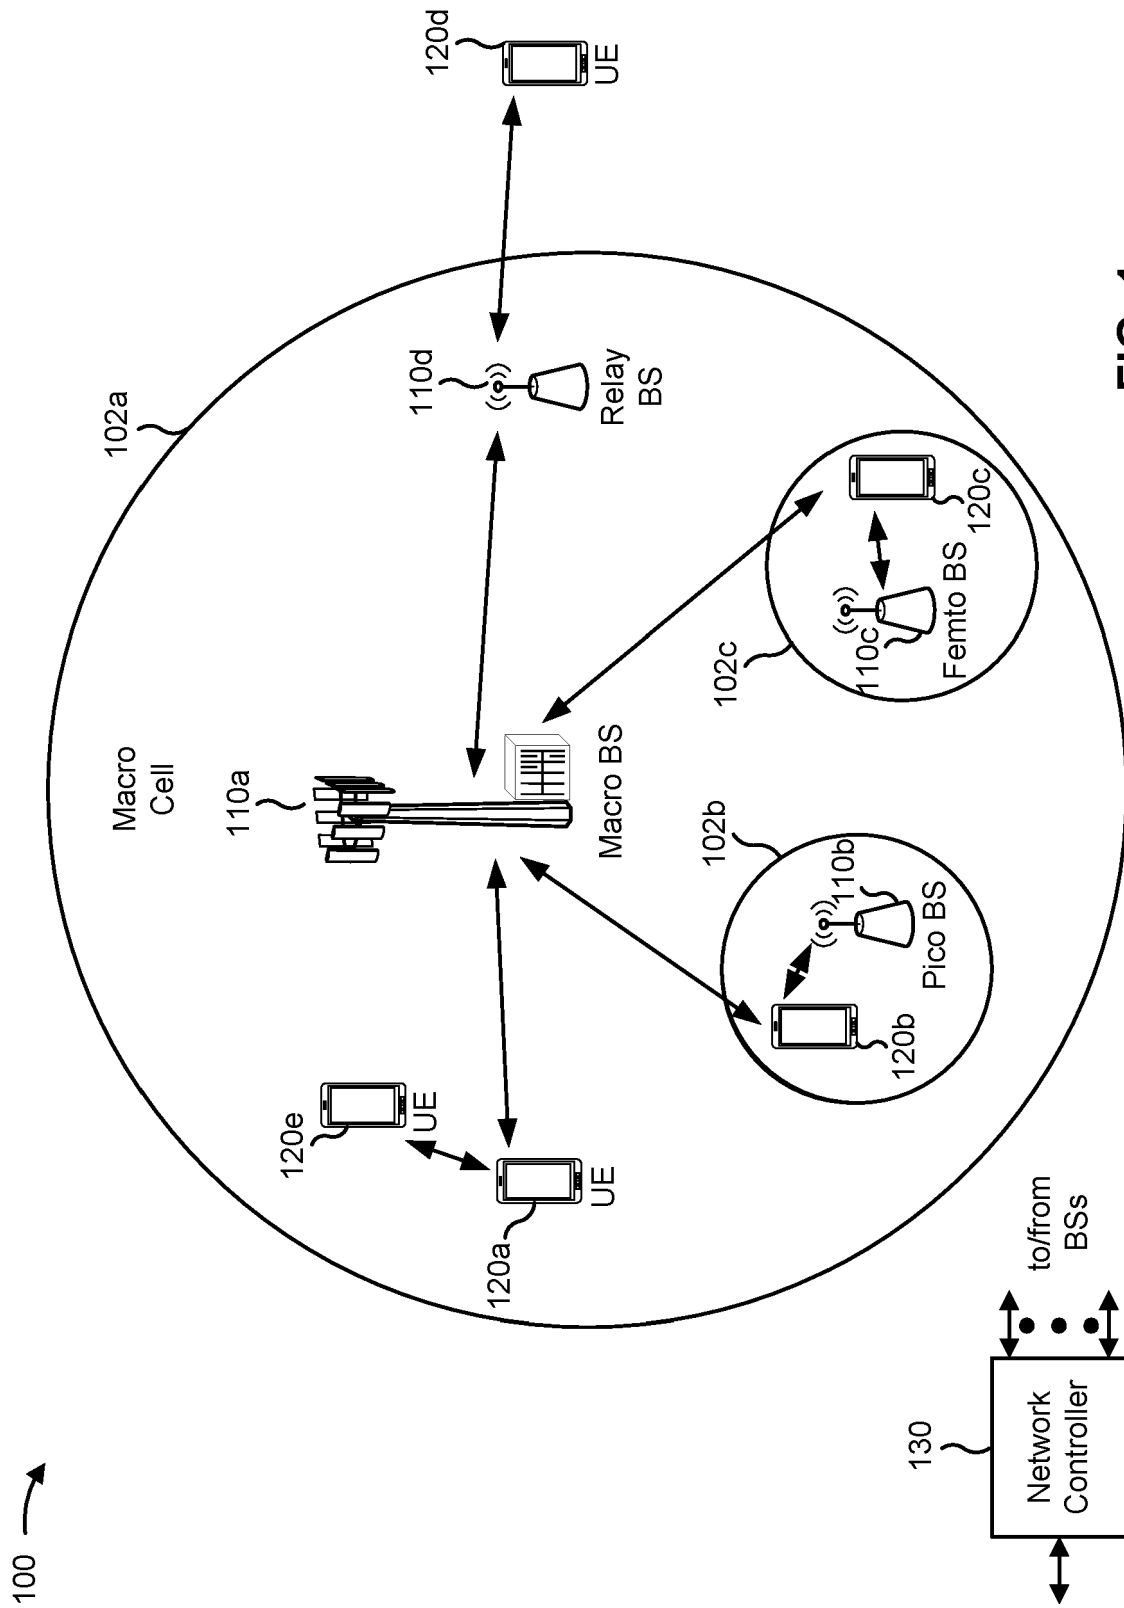 100
102a
Macro
Cell
110a
120d
UE
110d
Relay
BS
120e
UE
120a
UE
Macro BS
102c
110c
Femto BS
120c
102b
110b
Pico BS
120b
130
Network
Controller
to/from
BSs